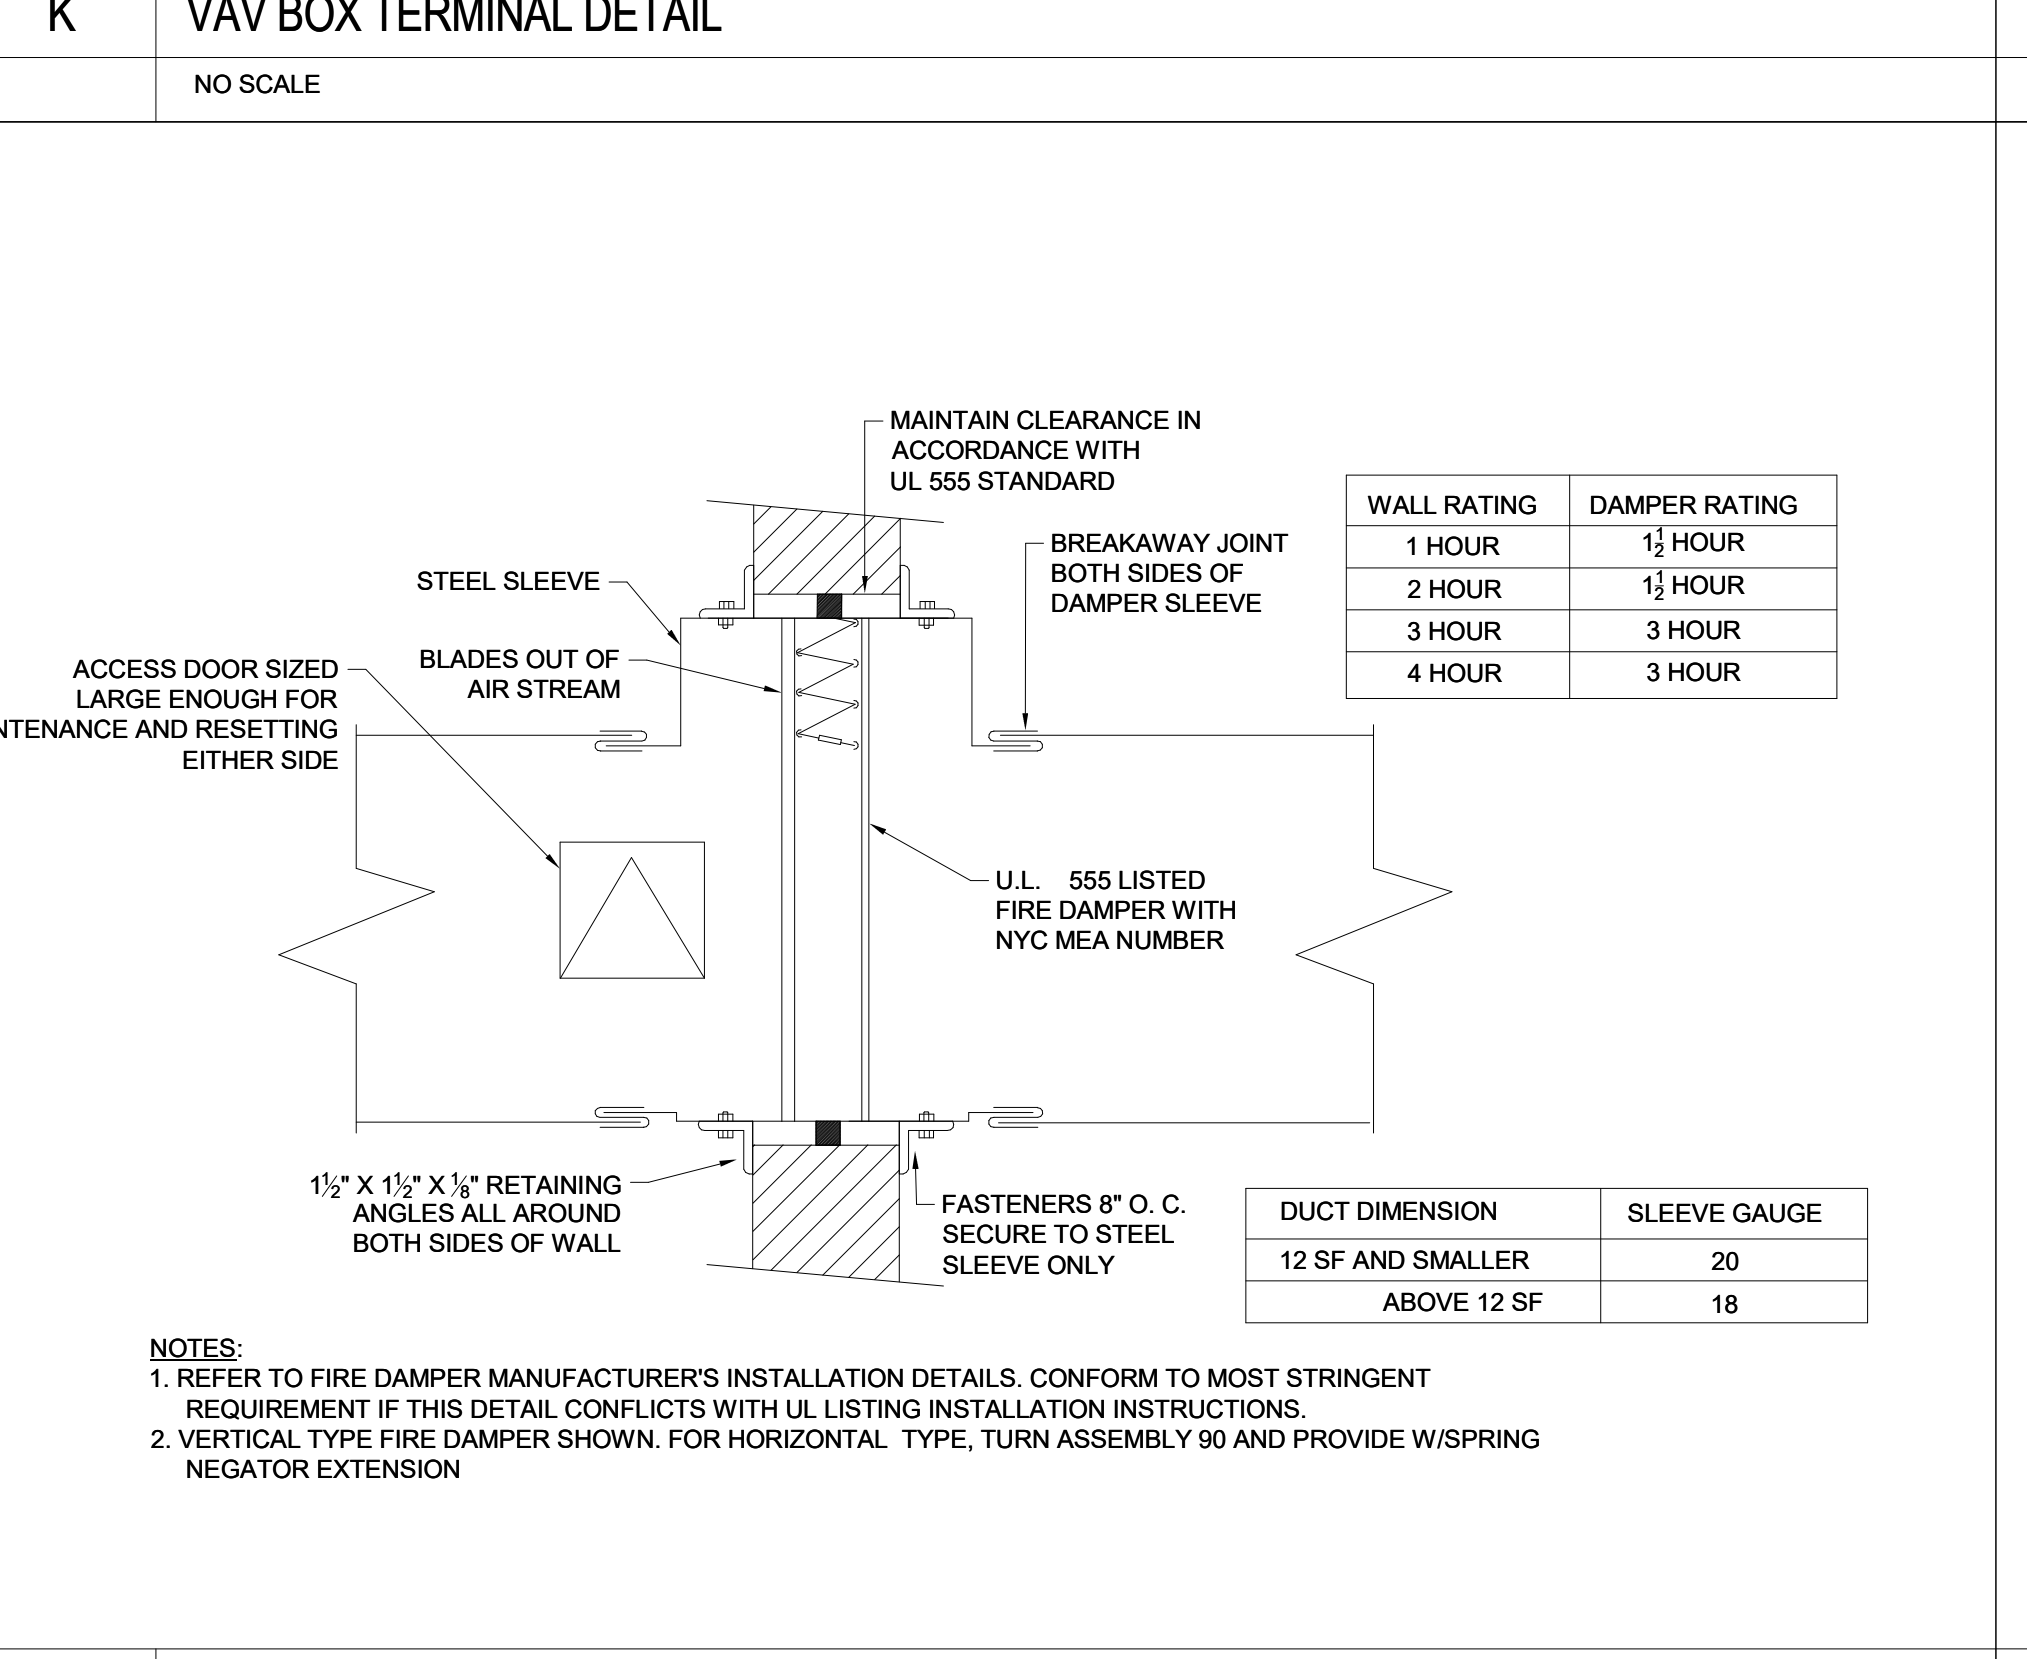 K
VAV BOX TERMINAL DETAIL
NO SCALE
MAINTAIN CLEARANCE IN
ACCORDANCE WITH
UL 555 STANDARD
BREAKAWAY JOINT
BOTH SIDES OF
DAMPER SLEEVE
STEEL SLEEVE
BLADES OUT OF
AIR STREAM
ACCESS DOOR SIZED
LARGE ENOUGH FOR
NTENANCE AND RESETTING
EITHER SIDE
WALL RATING DAMPER RATING
1 HOUR 1½ HOUR
2 HOUR 1½ HOUR
3 HOUR 3 HOUR
4 HOUR 3 HOUR
U.L. 555 LISTED
FIRE DAMPER WITH
NYC MEA NUMBER
1½" X 1½" X ⅛" RETAINING
ANGLES ALL AROUND
BOTH SIDES OF WALL
FASTENERS 8" O. C.
SECURE TO STEEL
SLEEVE ONLY
DUCT DIMENSION SLEEVE GAUGE
12 SF AND SMALLER 20
ABOVE 12 SF 18
NOTES:
1. REFER TO FIRE DAMPER MANUFACTURER'S INSTALLATION DETAILS. CONFORM TO MOST STRINGENT
REQUIREMENT IF THIS DETAIL CONFLICTS WITH UL LISTING INSTALLATION INSTRUCTIONS.
2. VERTICAL TYPE FIRE DAMPER SHOWN. FOR HORIZONTAL TYPE, TURN ASSEMBLY 90 AND PROVIDE W/SPRING
NEGATOR EXTENSION